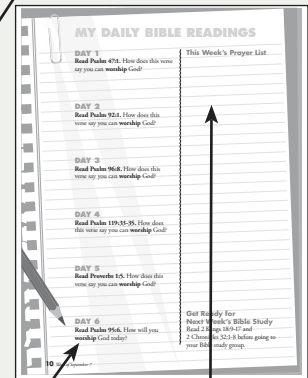 MY DAILY BIBLE READINGS
DAY 1
Read Psalm 47:1. How does this verse
say you can worship God?
DAY 2
Read Psalm 92:1. How does this
verse say you can worship God?
DAY 3
Read Psalm 96:8. How does this
verse say you can worship God?
DAY 4
Read Psalm 119:33-35. How does
this verse say you can worship God?
DAY 5
Read Proverbs 1:5. How does this
verse say you can worship God?
DAY 6
Read Psalm 95:6. How will you
worship God today?
This Week's Prayer List
Get Ready for
Next Week's Bible Study
Read 2 Kings 18:9-17 and
2 Chronicles 32:1-8 before going to
your Bible study group.
10 Week of September 7